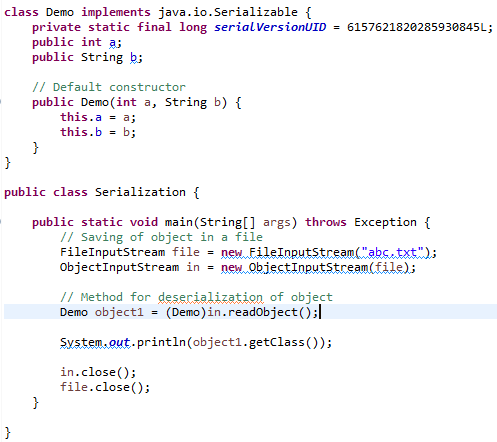 class Demo implements java.io.Serializable {
    private static final long serialVersionUID = 6157621820285930845L;
    public int a;
    public String b;

    // Default constructor
    public Demo(int a, String b) {
        this.a = a;
        this.b = b;
    }
}

public class Serialization {

    public static void main(String[] args) throws Exception {
        // Saving of object in a file
        FileInputStream file = new FileInputStream("abc.txt");
        ObjectInputStream in = new ObjectInputStream(file);

        // Method for deserialization of object
        Demo object1 = (Demo)in.readObject();

        System.out.println(object1.getClass());

        in.close();
        file.close();
    }

}